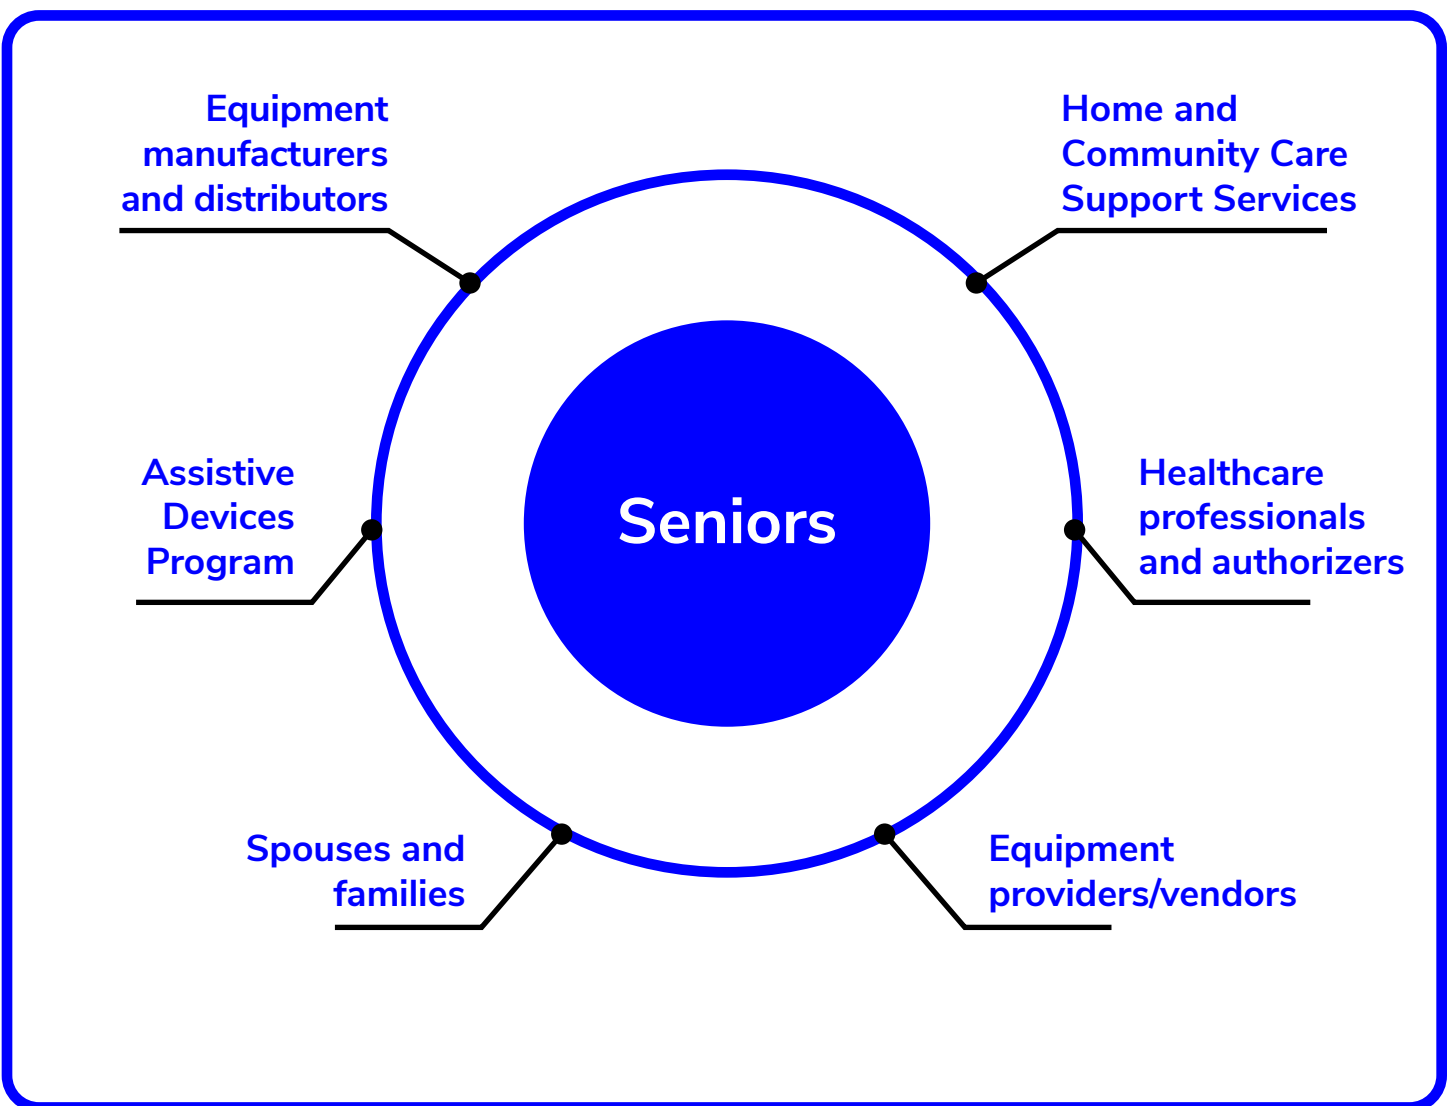 Equipment
manufacturers
and distributors
Home and
Community Care
Support Services
Assistive
Devices
Program
Seniors
Healthcare
professionals
and authorizers
Spouses and
families
Equipment
providers/vendors